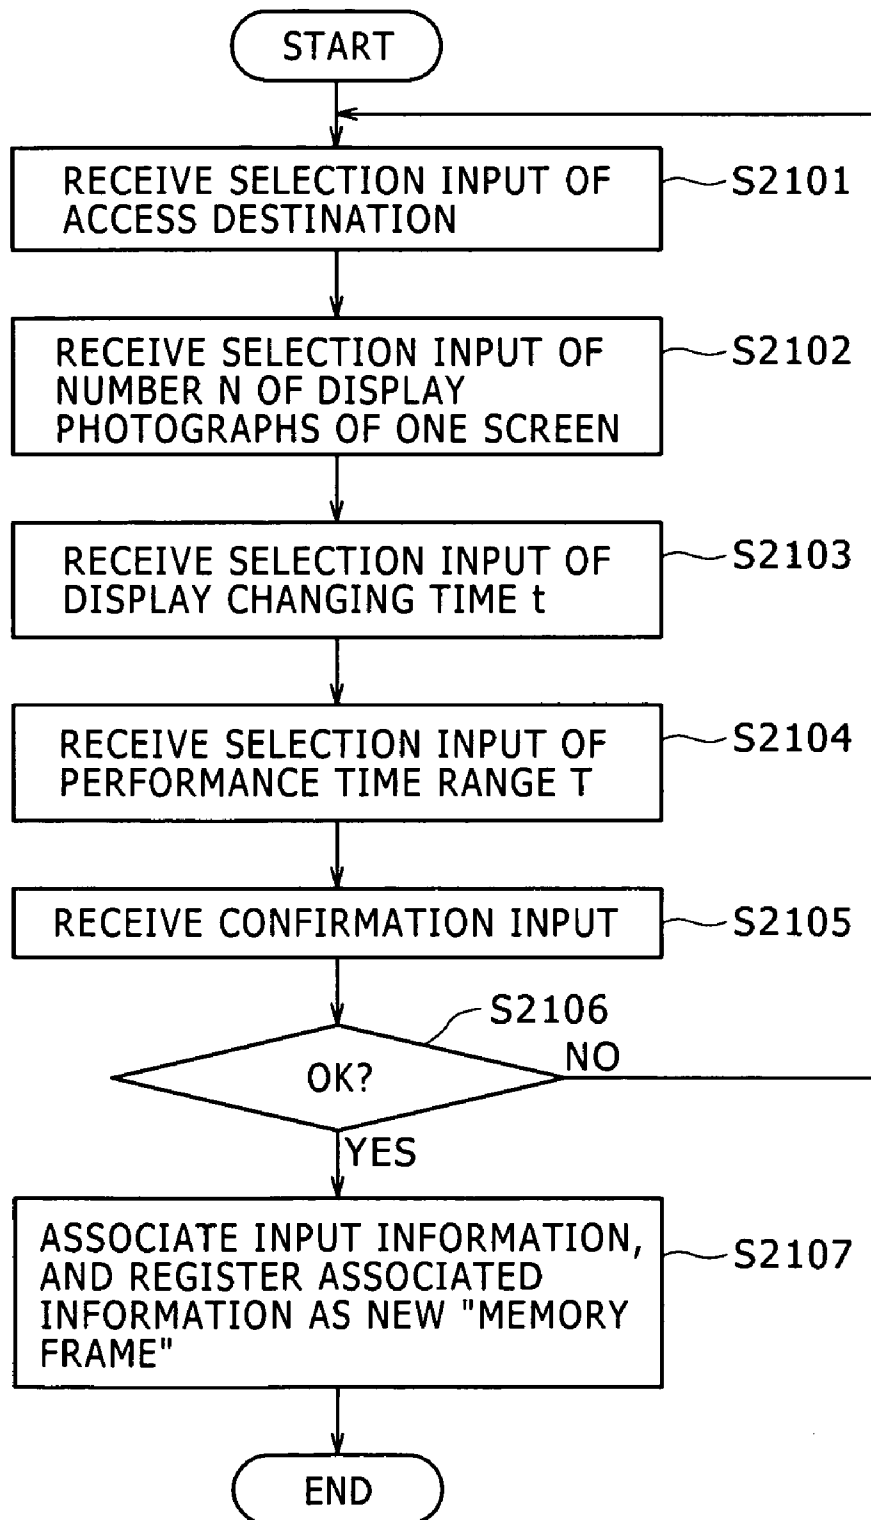 START
RECEIVE SELECTION INPUT OF
ACCESS DESTINATION
S2101
RECEIVE SELECTION INPUT OF
NUMBER N OF DISPLAY
PHOTOGRAPHS OF ONE SCREEN
S2102
RECEIVE SELECTION INPUT OF
DISPLAY CHANGING TIME t
S2103
RECEIVE SELECTION INPUT OF
PERFORMANCE TIME RANGE T
S2104
RECEIVE CONFIRMATION INPUT
S2105
S2106
OK?
NO
YES
ASSOCIATE INPUT INFORMATION,
AND REGISTER ASSOCIATED
INFORMATION AS NEW "MEMORY
FRAME"
S2107
END